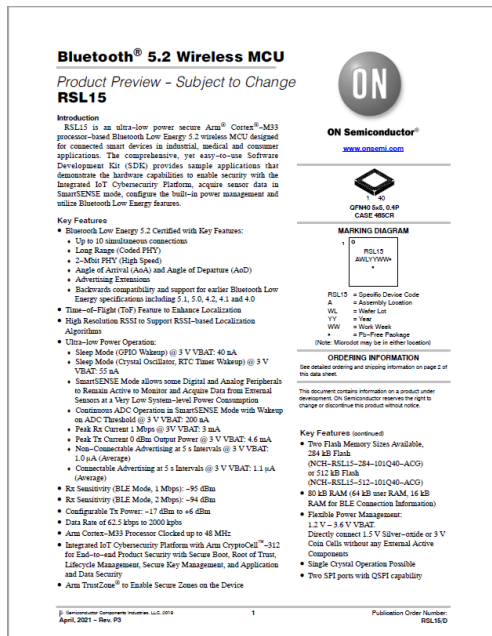 Bluetooth® 5.2 Wireless MCU
Product Preview – Subject to Change
RSL15
Introduction
RSL15 is an ultra–low power secure Arm® Cortex®–M33
processor–based Bluetooth Low Energy 5.2 wireless MCU designed
for connected smart devices in industrial, medical and consumer
applications. The comprehensive, yet easy–to–use Software
Development Kit (SDK) provides sample applications that
demonstrate the hardware capabilities to enable security with the
Integrated IoT Cybersecurity Platform, acquire sensor data in
SmartSENSE mode, configure the built–in power management and
utilize Bluetooth Low Energy features.
Key Features
• Bluetooth Low Energy 5.2 Certified with Key Features:
♦ Up to 10 simultaneous connections
♦ Long Range (Coded PHY)
♦ 2–Mbit PHY (High Speed)
♦ Angle of Arrival (AoA) and Angle of Departure (AoD)
♦ Advertising Extensions
♦ Backwards compatibility and support for earlier Bluetooth Low
Energy specifications including 5.1, 5.0, 4.2, 4.1 and 4.0
• Time–of–Flight (ToF) Feature to Enhance Localization
• High Resolution RSSI to Support RSSI–based Localization
Algorithms
• Ultra–low Power Operation:
♦ Sleep Mode (GPIO Wakeup) @ 3 V VBAT: 40 nA
♦ Sleep Mode (Crystal Oscillator, RTC Timer Wakeup) @ 3 V
VBAT: 55 nA
♦ SmartSENSE Mode allows some Digital and Analog Peripherals
to Remain Active to Monitor and Acquire Data from External
Sensors at a Very Low System–level Power Consumption
♦ Continuous ADC Operation in SmartSENSE Mode with Wakeup
on ADC Threshold @ 3 V VBAT: 200 nA
♦ Peak Rx Current 1 Mbps @ 3V VBAT: 3 mA
♦ Peak Tx Current 0 dBm Output Power @ 3 V VBAT: 4.6 mA
♦ Non–Connectable Advertising at 5 s Intervals @ 3 V VBAT:
1.0 µA (Average)
♦ Connectable Advertising at 5 s Intervals @ 3 V VBAT: 1.1 µA
(Average)
• Rx Sensitivity (BLE Mode, 1 Mbps): –95 dBm
• Rx Sensitivity (BLE Mode, 2 Mbps): –94 dBm
• Configurable Tx Power: –17 dBm to +6 dBm
• Data Rate of 62.5 kbps to 2000 kbps
• Arm Cortex–M33 Processor Clocked up to 48 MHz
• Integrated IoT Cybersecurity Platform with Arm CryptoCell™–312
for End–to–end Product Security with Secure Boot, Root of Trust,
Lifecycle Management, Secure Key Management, and Application
and Data Security
• Arm TrustZone® to Enable Secure Zones on the Device
ON
ON Semiconductor®
www.onsemi.com
1 40
QFN40 5x5, 0.4P
CASE 485CR
MARKING DIAGRAM
1
RSL15
AWLYYWW▪
▪
RSL15 = Specific Device Code
A = Assembly Location
WL = Wafer Lot
YY = Year
WW = Work Week
▪ = Pb–Free Package
(Note: Microdot may be in either location)
ORDERING INFORMATION
See detailed ordering and shipping information on page 2 of
this data sheet.
This document contains information on a product under
development. ON Semiconductor reserves the right to
change or discontinue this product without notice.
Key Features (continued)
• Two Flash Memory Sizes Available,
284 kB Flash
(NCH–RSL15–284–101Q40–ACG)
or 512 kB Flash
(NCH–RSL15–512–101Q40–ACG)
• 80 kB RAM (64 kB user RAM, 16 kB
RAM for BLE Connection Information)
• Flexible Power Management:
1.2 V – 3.6 V VBAT.
Directly connect 1.5 V Silver–oxide or 3 V
Coin Cells without any External Active
Components
• Single Crystal Operation Possible
• Two SPI ports with QSPI capability
© Semiconductor Components Industries, LLC, 2019
April, 2021 – Rev. P3
1
Publication Order Number:
RSL15/D